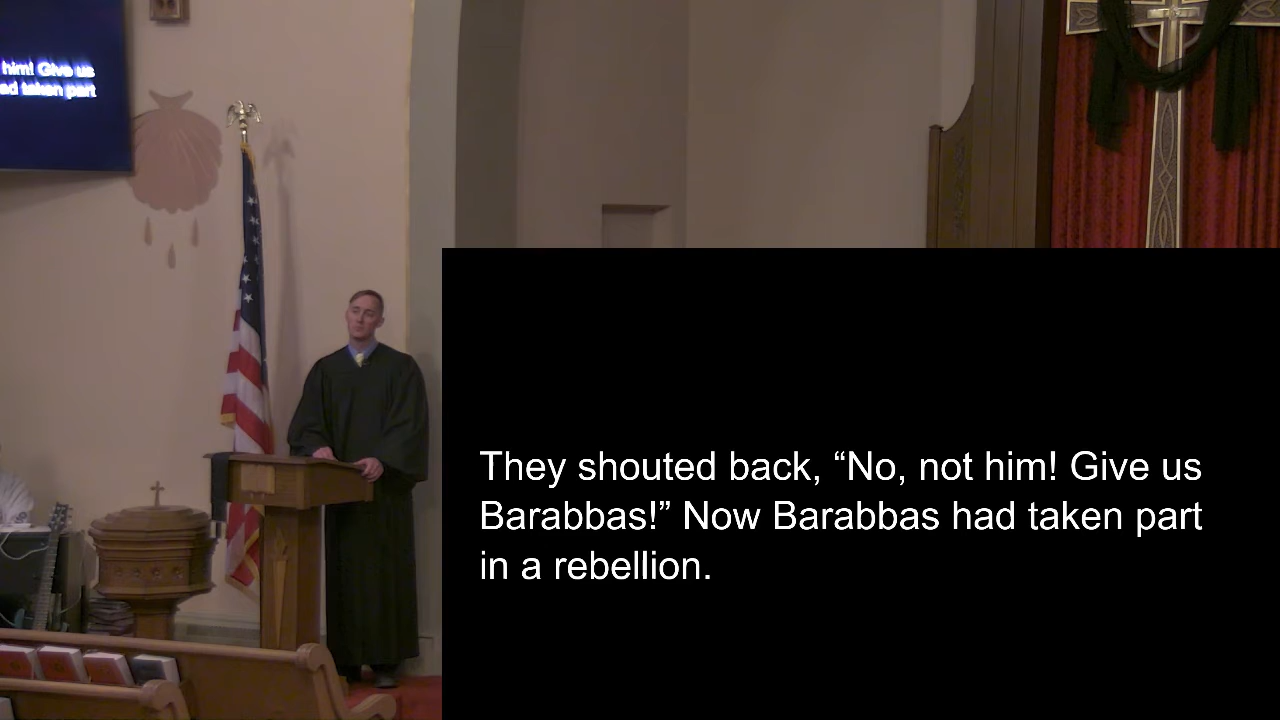 him! Give us
ad taken part
They shouted back, “No, not him! Give us
Barabbas!” Now Barabbas had taken part
in a rebellion.